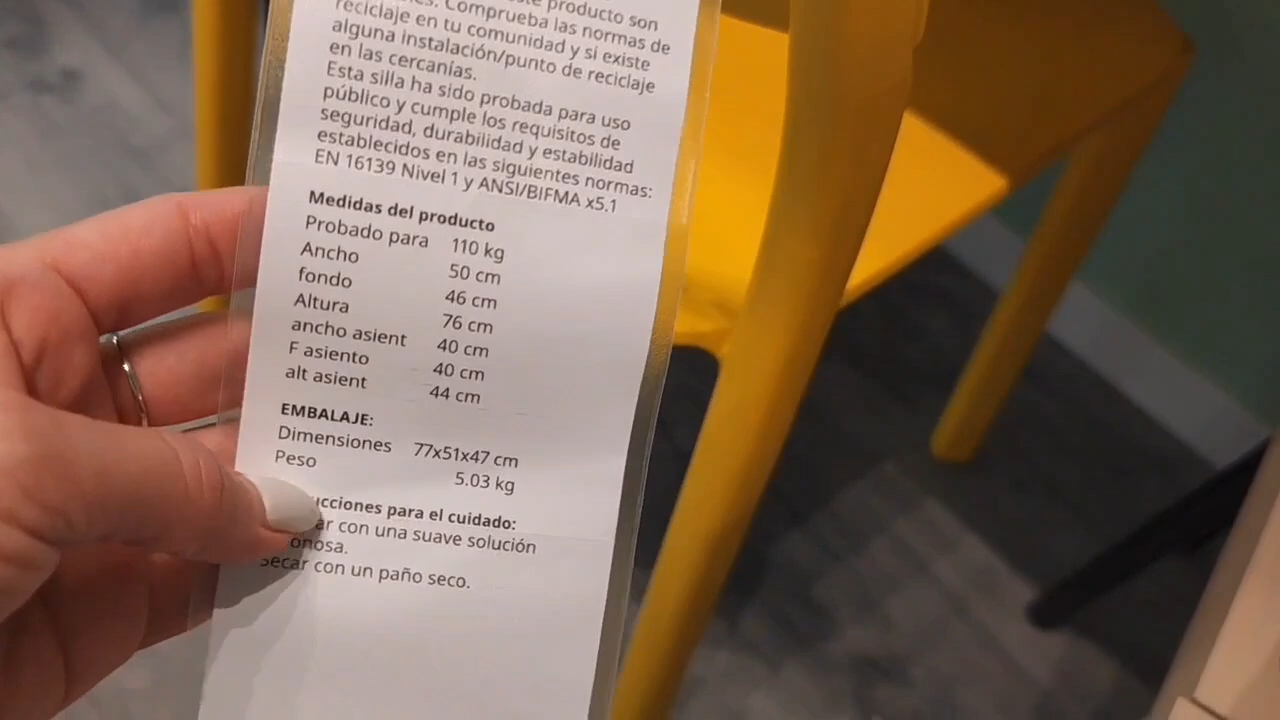 producto son
Comprueba las normas de
reciclaje en tu comunidad y si existe
alguna instalación/punto de reciclaje
en las cercanías.
Esta silla ha sido probada para uso
público y cumple los requisitos de
seguridad, durabilidad y estabilidad
establecidos en las siguientes normas:
EN 16139 Nivel 1 y ANSI/BIFMA x5.1
Medidas del producto
Probado para 110 kg
Ancho 50 cm
fondo 46 cm
Altura 76 cm
ancho asient 40 cm
F asiento 40 cm
alt asient 44 cm
EMBALAJE:
Dimensiones 77x51x47 cm
Peso 5.03 kg
para el cuidado:
con una suave solución
Secar con un paño seco.